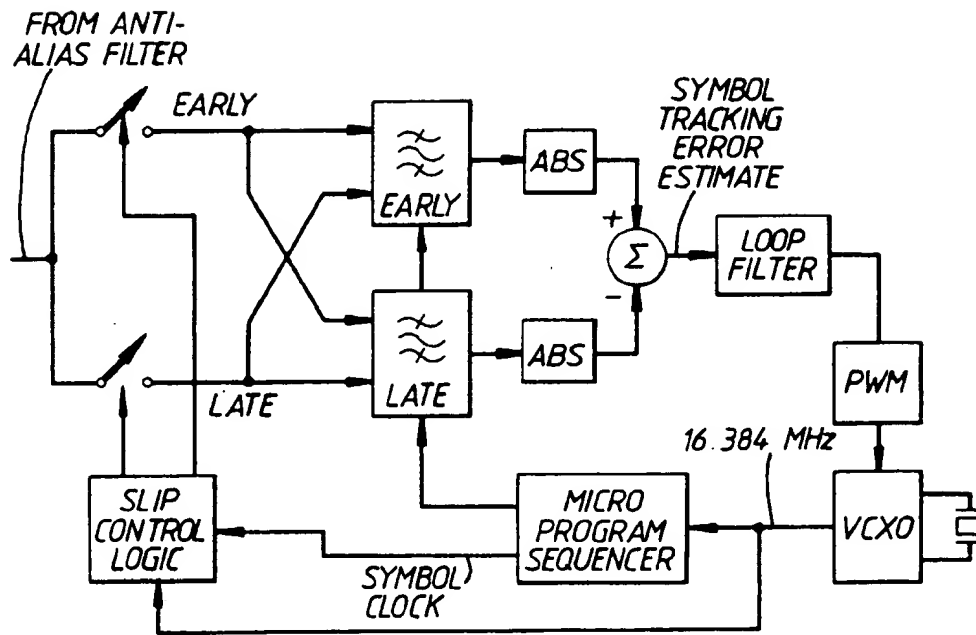 FROM ANTI-
ALIAS FILTER
EARLY
LATE
EARLY
LATE
ABS
ABS
+
Σ
-
SYMBOL
TRACKING
ERROR
ESTIMATE
LOOP
FILTER
PWM
16.384 MHz
VCXO
MICRO
PROGRAM
SEQUENCER
SLIP
CONTROL
LOGIC
SYMBOL
CLOCK